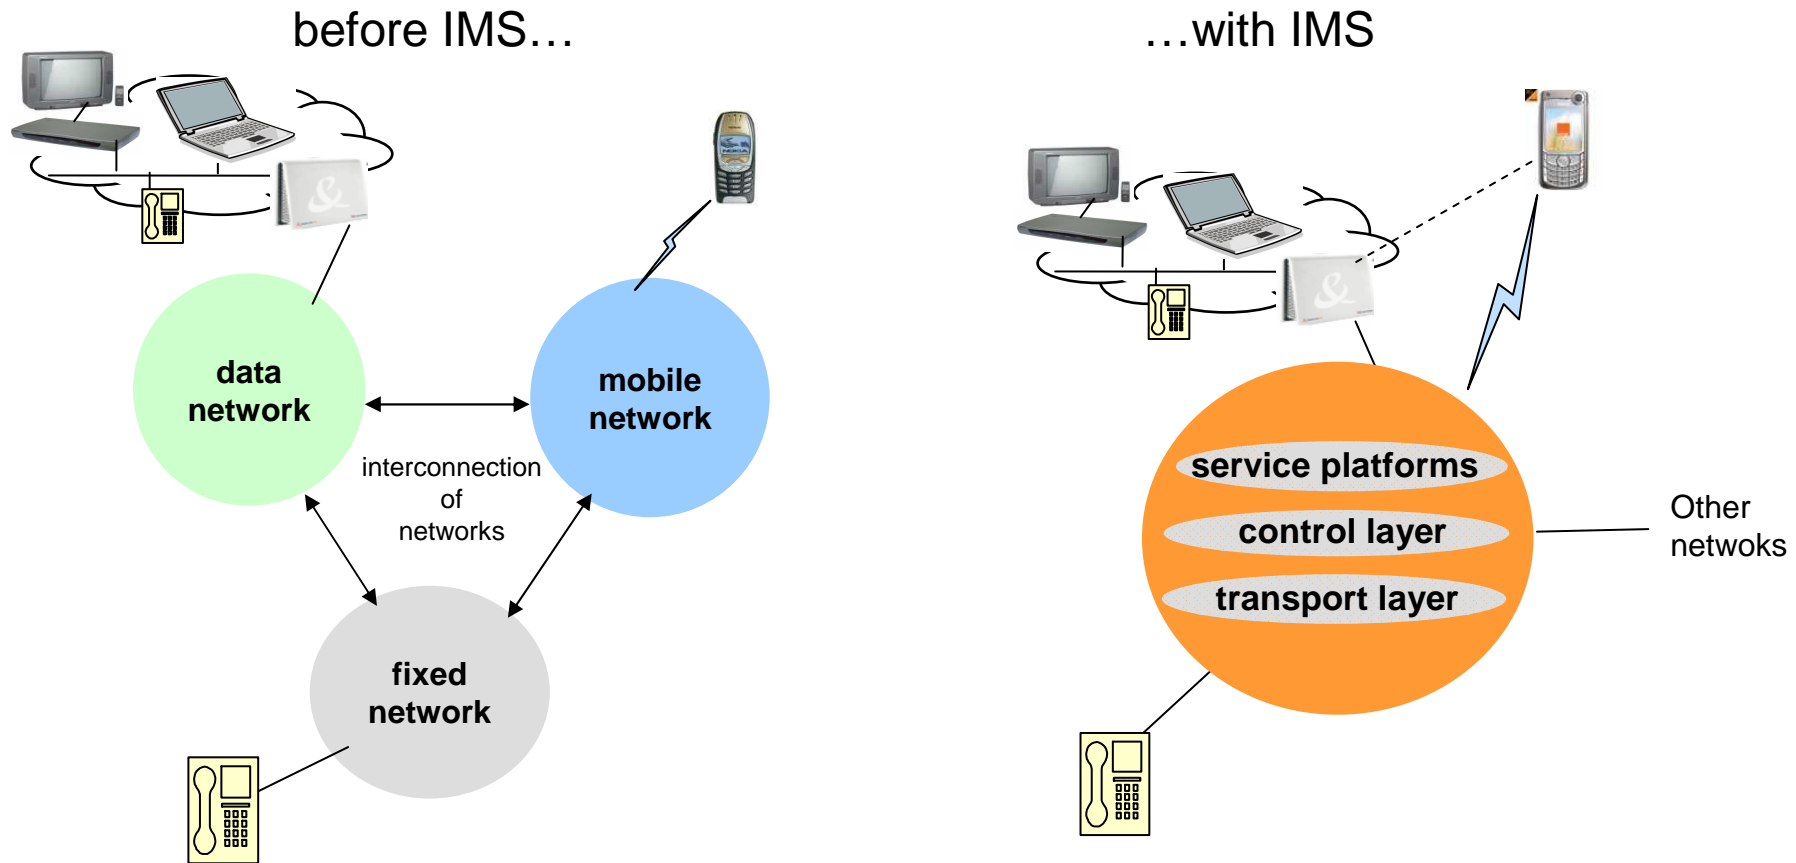 before IMS…
…with IMS
NOKIA
&
&
data
network
mobile
network
interconnection
of
networks
fixed
network
service platforms
control layer
transport layer
Other
netwoks